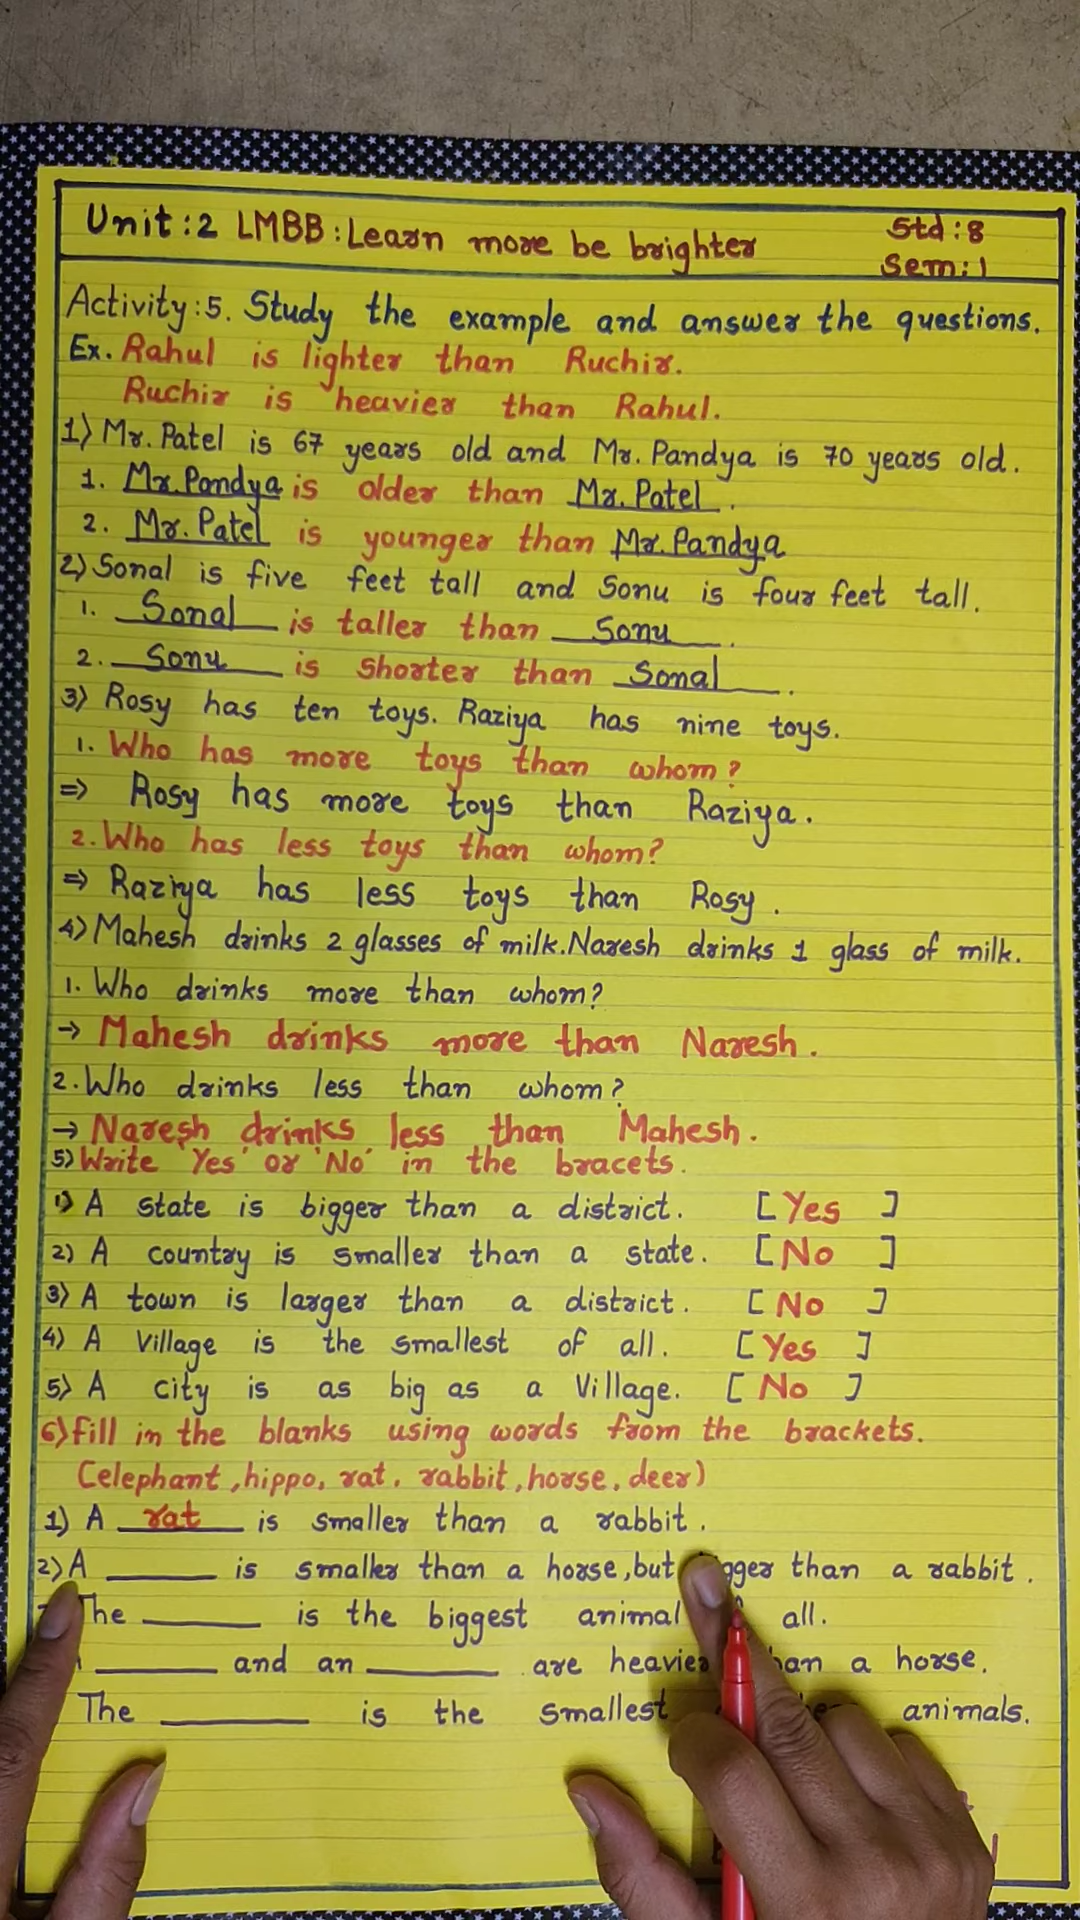 Unit:2 LMBB:Learn more be brighter
Std:8
Sem:1
Activity:5. Study the example and answer the questions.
Ex. Rahul is lighter than Ruchir.
Ruchir is heavier than Rahul.
1) Mr. Patel is 67 years old and Mr. Pandya is 70 years old.
1. Mr. Pandya is older than Mr. Patel.
2. Mr. Patel is younger than Mr. Pandya
2) Sonal is five feet tall and Sonu is four feet tall.
1. Sonal is taller than Sonu.
2. Sonu is shorter than Sonal.
3) Rosy has ten toys. Raziya has nine toys.
1. Who has more toys than whom?
⇒ Rosy has more toys than Raziya.
2. Who has less toys than whom?
⇒ Raziya has less toys than Rosy.
4) Mahesh drinks 2 glasses of milk. Naresh drinks 1 glass of milk.
1. Who drinks more than whom?
→ Mahesh drinks more than Naresh.
2. Who drinks less than whom?
→ Naresh drinks less than Mahesh.
5) Write 'Yes' or 'No' in the bracets.
1) A state is bigger than a district. [Yes]
2) A country is smaller than a state. [No]
3) A town is larger than a district. [No]
4) A Village is the smallest of all. [Yes]
5) A city is as big as a Village. [No]
6) fill in the blanks using words from the brackets.
(elephant, hippo, rat, rabbit, horse, deer)
1) A rat is smaller than a rabbit.
2) A ______ is smaller than a horse, but than a rabbit.
The ______ is the biggest animal all.
______ and an ______ are heavier than a horse.
The ______ is the smallest animals.